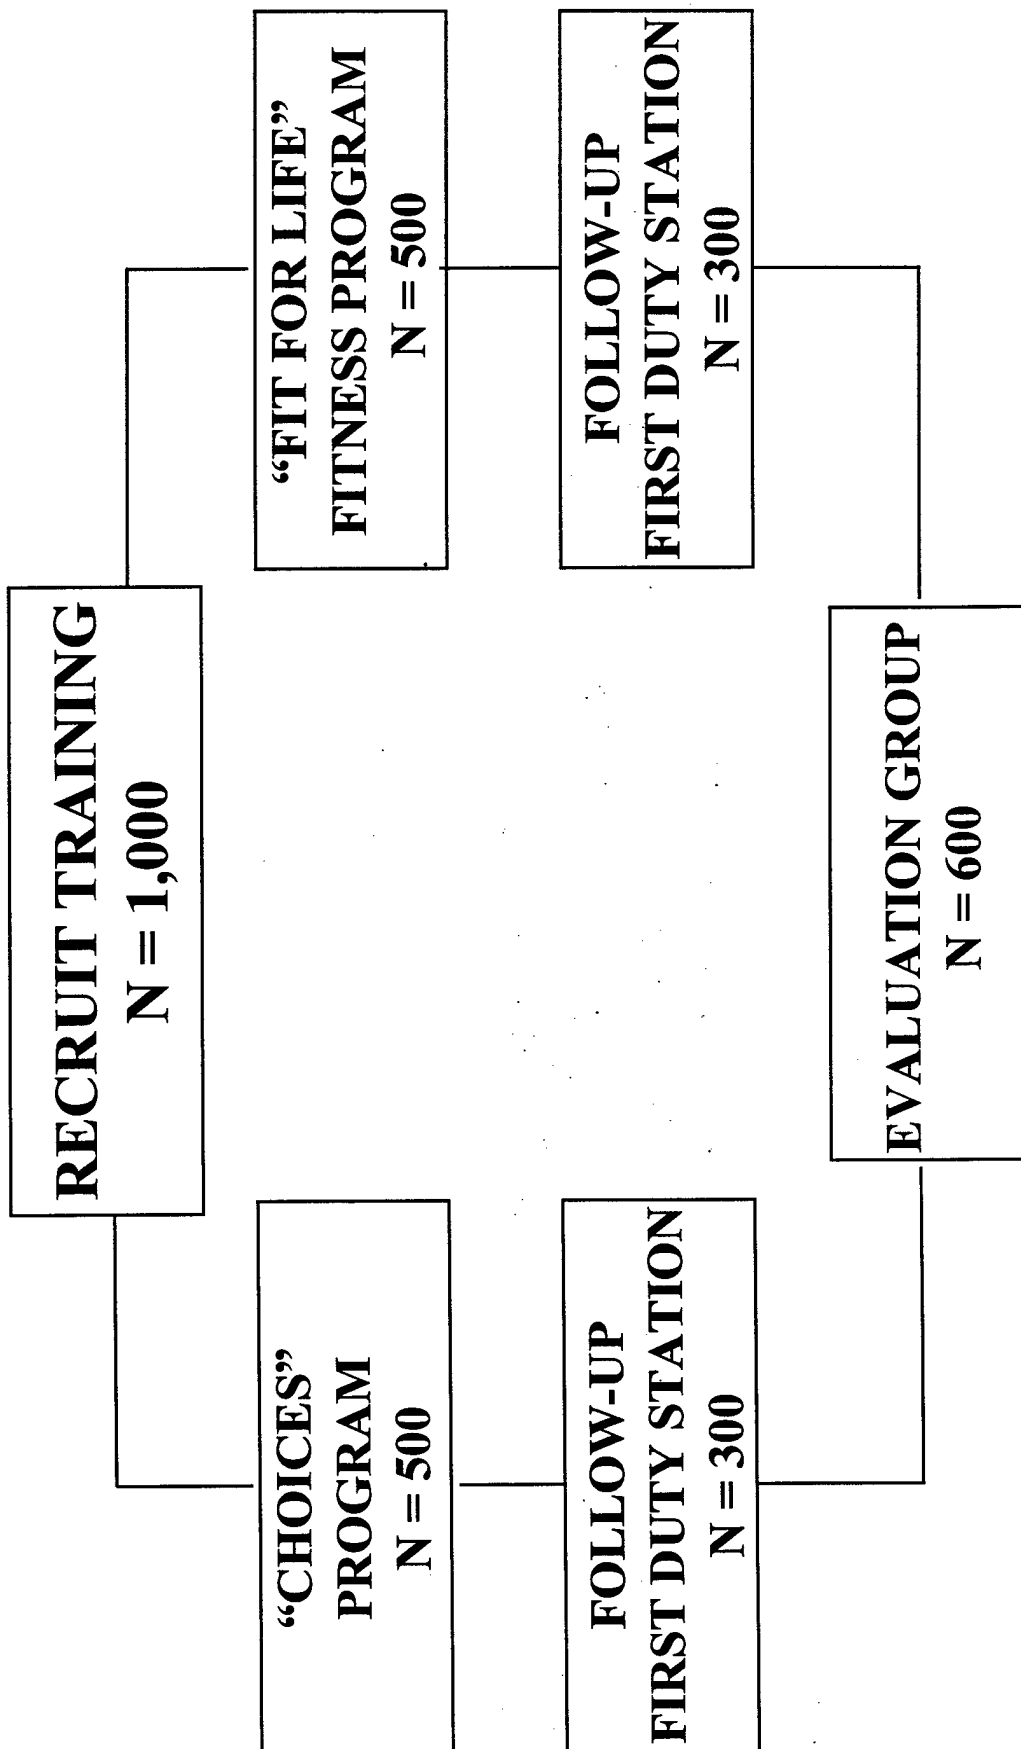 RECRUIT TRAINING
N = 1,000
“CHOICES”
PROGRAM
N = 500
“FIT FOR LIFE”
FITNESS PROGRAM
N = 500
FOLLOW-UP
FIRST DUTY STATION
N = 300
FOLLOW-UP
FIRST DUTY STATION
N = 300
EVALUATION GROUP
N = 600